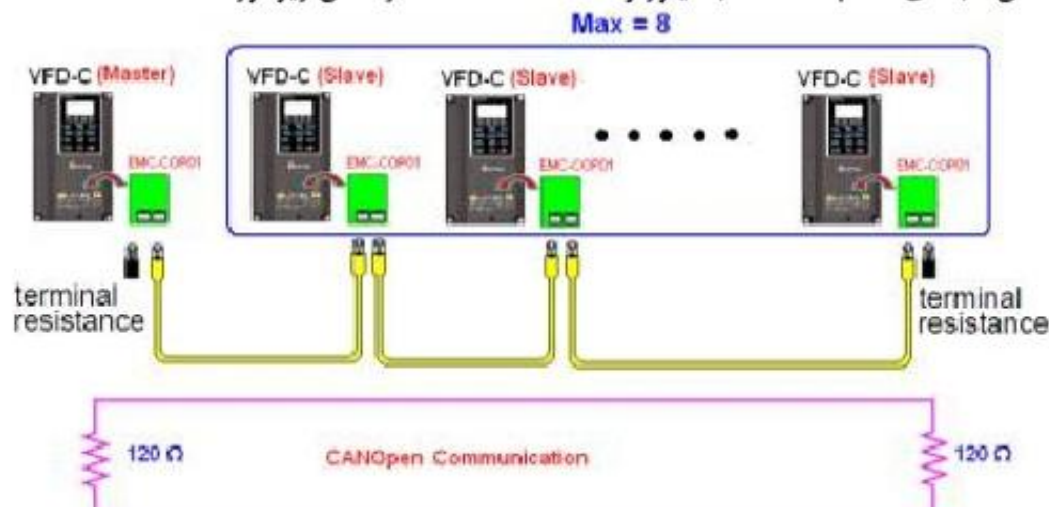 Max = 8
VFD-C (Master)
VFD-C (Slave)
VFD-C (Slave)
VFD-C (Slave)
EMC-COP01
EMC-COP01
EMC-COP01
EMC-COP01
terminal
resistance
terminal
resistance
120 Ω
CANOpen Communication
120 Ω